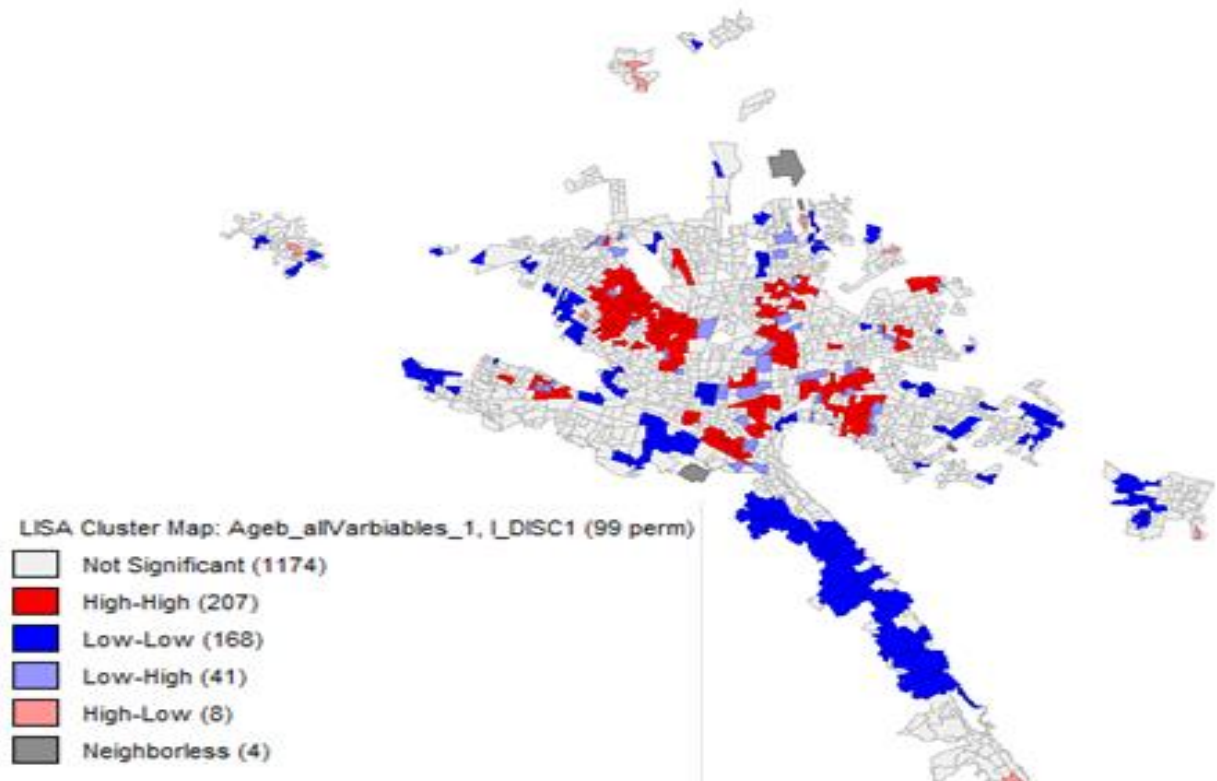 LISA Cluster Map: Ageb_allVarbiables_1, I_DISC1 (99 perm)
Not Significant (1174)
High-High (207)
Low-Low (168)
Low-High (41)
High-Low (8)
Neighborless (4)